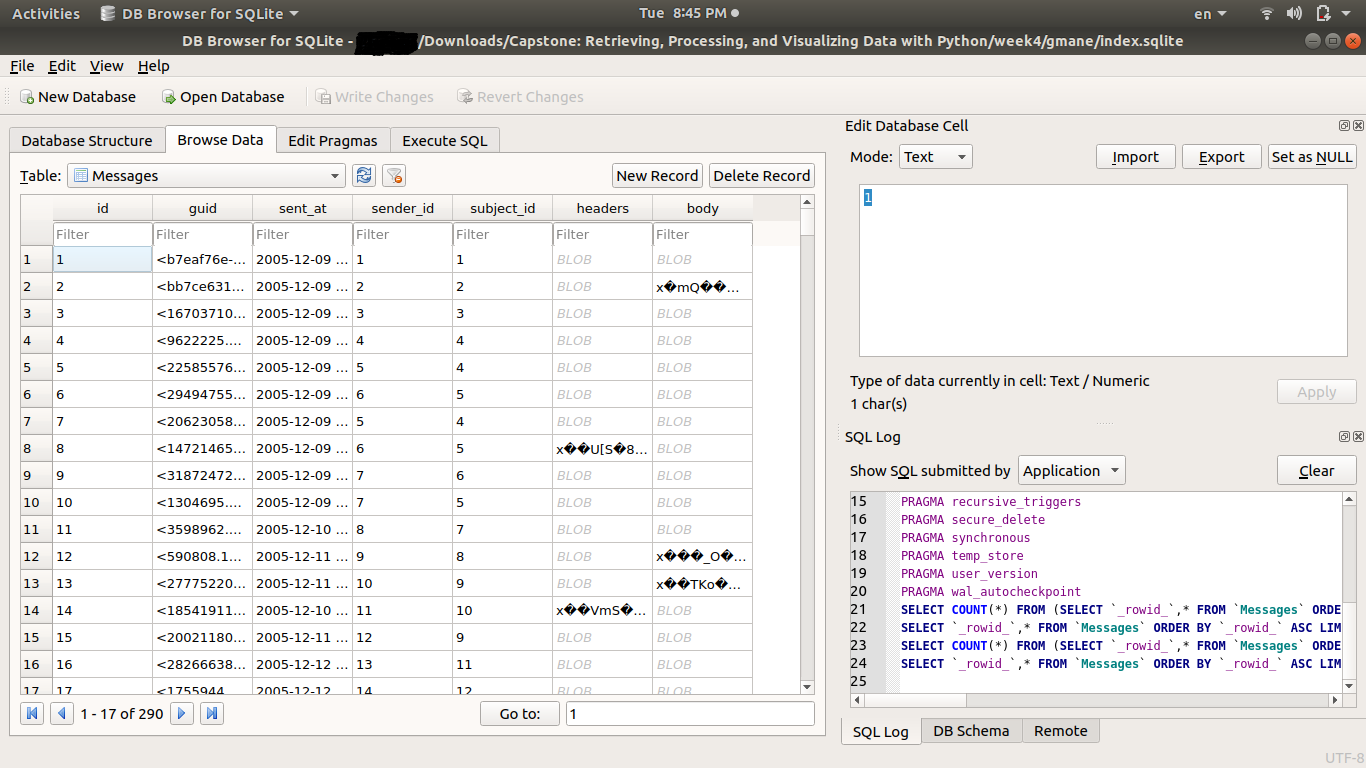 Activities DB Browser for SQLite Tue 8:45 PM en
DB Browser for SQLite - /Downloads/Capstone: Retrieving, Processing, and Visualizing Data with Python/week4/gmane/index.sqlite
File Edit View Help
New Database Open Database Write Changes Revert Changes
Database Structure Browse Data Edit Pragmas Execute SQL
Table: Messages New Record Delete Record
id guid sent_at sender_id subject_id headers body
Filter Filter Filter Filter Filter Filter Filter
1 1 <b7eaf76e-... 2005-12-09 ... 1 1 BLOB BLOB
2 2 <bb7ce631... 2005-12-09 ... 2 2 BLOB x�mQ��...
3 3 <16703710... 2005-12-09 ... 3 3 BLOB BLOB
4 4 <9622225.... 2005-12-09 ... 4 4 BLOB BLOB
5 5 <22585576... 2005-12-09 ... 5 4 BLOB BLOB
6 6 <29494755... 2005-12-09 ... 6 5 BLOB BLOB
7 7 <20623058... 2005-12-09 ... 5 4 BLOB BLOB
8 8 <14721465... 2005-12-09 ... 6 5 x��U[S�8... BLOB
9 9 <31872472... 2005-12-09 ... 7 6 BLOB BLOB
10 10 <1304695.... 2005-12-09 ... 7 5 BLOB BLOB
11 11 <3598962.... 2005-12-10 ... 8 7 BLOB BLOB
12 12 <590808.1... 2005-12-11 ... 9 8 BLOB x���_O�...
13 13 <27775220... 2005-12-11 ... 10 9 BLOB x��TKo�...
14 14 <18541911... 2005-12-11 ... 11 10 x��VmS�... BLOB
15 15 <20021180... 2005-12-11 ... 12 9 BLOB BLOB
16 16 <28266638... 2005-12-12 ... 13 11 BLOB BLOB
17 17 <1755944 2005-12-12 14 12 BLOB BLOB
1 - 17 of 290 Go to: 1
Edit Database Cell
Mode: Text Import Export Set as NULL
1
Type of data currently in cell: Text / Numeric
1 char(s)
Apply
SQL Log
Show SQL submitted by Application Clear
15 PRAGMA recursive_triggers
16 PRAGMA secure_delete
17 PRAGMA synchronous
18 PRAGMA temp_store
19 PRAGMA user_version
20 PRAGMA wal_autocheckpoint
21 SELECT COUNT(*) FROM (SELECT `_rowid_`,* FROM `Messages` ORDE
22 SELECT `_rowid_`,* FROM `Messages` ORDER BY `_rowid_` ASC LIM
23 SELECT COUNT(*) FROM (SELECT `_rowid_`,* FROM `Messages` ORDE
24 SELECT `_rowid_`,* FROM `Messages` ORDER BY `_rowid_` ASC LIM
25
SQL Log DB Schema Remote
UTF-8